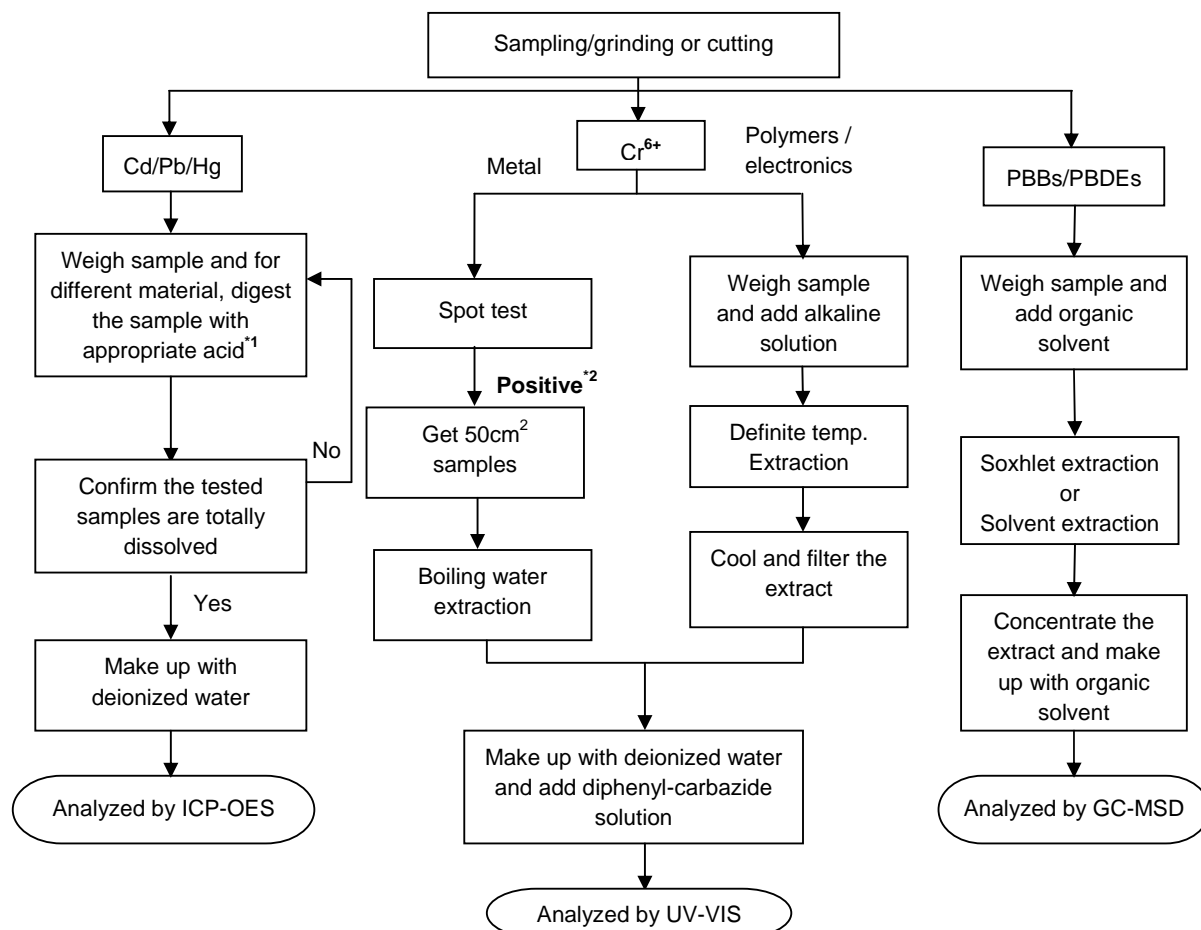 Sampling/grinding or cutting
Cd/Pb/Hg
Weigh sample and for
different material, digest
the sample with
appropriate acid*1
No
Confirm the tested
samples are totally
dissolved
Yes
Make up with
deionized water
Analyzed by ICP-OES
Cr6+
Metal
Spot test
Positive*2
Get 50cm2
samples
Boiling water
extraction
Polymers /
electronics
Weigh sample
and add alkaline
solution
Definite temp.
Extraction
Cool and filter the
extract
Make up with deionized water
and add diphenyl-carbazide
solution
Analyzed by UV-VIS
PBBs/PBDEs
Weigh sample and
add organic
solvent
Soxhlet extraction
or
Solvent extraction
Concentrate the
extract and make
up with organic
solvent
Analyzed by GC-MSD